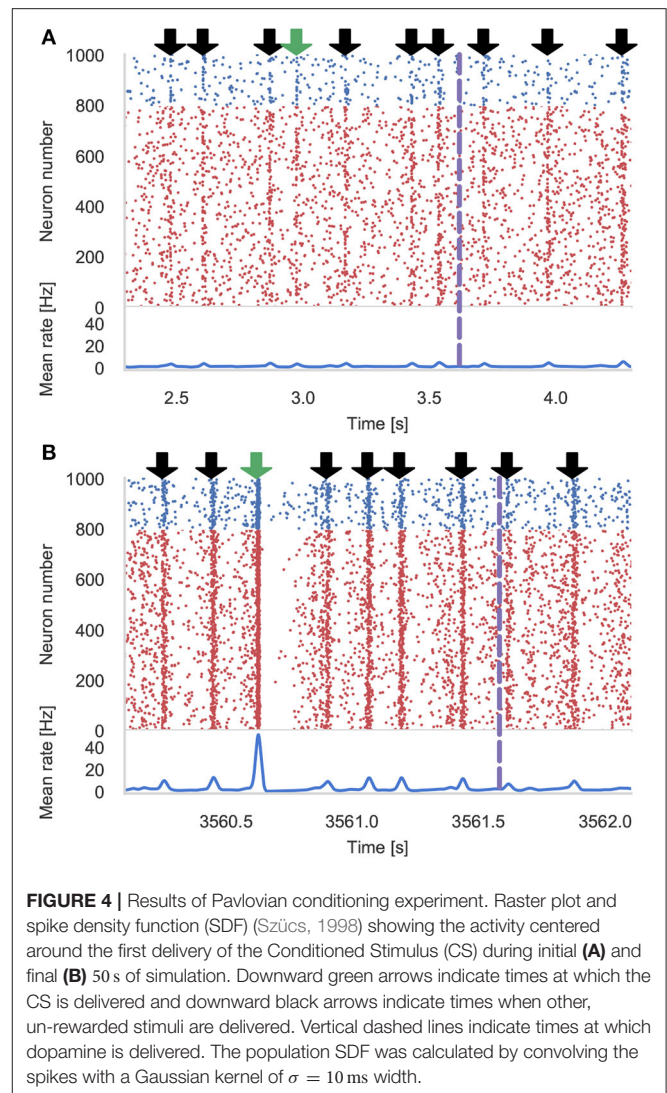 A
1000
800
600
400
200
0
Neuron number
40
20
0
Mean rate [Hz]
2.5 3.0 3.5 4.0
Time [s]
B
1000
800
600
400
200
0
Neuron number
40
20
0
Mean rate [Hz]
3560.5 3561.0 3561.5 3562.0
Time [s]
FIGURE 4 | Results of Pavlovian conditioning experiment. Raster plot and
spike density function (SDF) (Szücs, 1998) showing the activity centered
around the first delivery of the Conditioned Stimulus (CS) during initial (A) and
final (B) 50 s of simulation. Downward green arrows indicate times at which the
CS is delivered and downward black arrows indicate times when other,
un-rewarded stimuli are delivered. Vertical dashed lines indicate times at which
dopamine is delivered. The population SDF was calculated by convolving the
spikes with a Gaussian kernel of σ = 10 ms width.